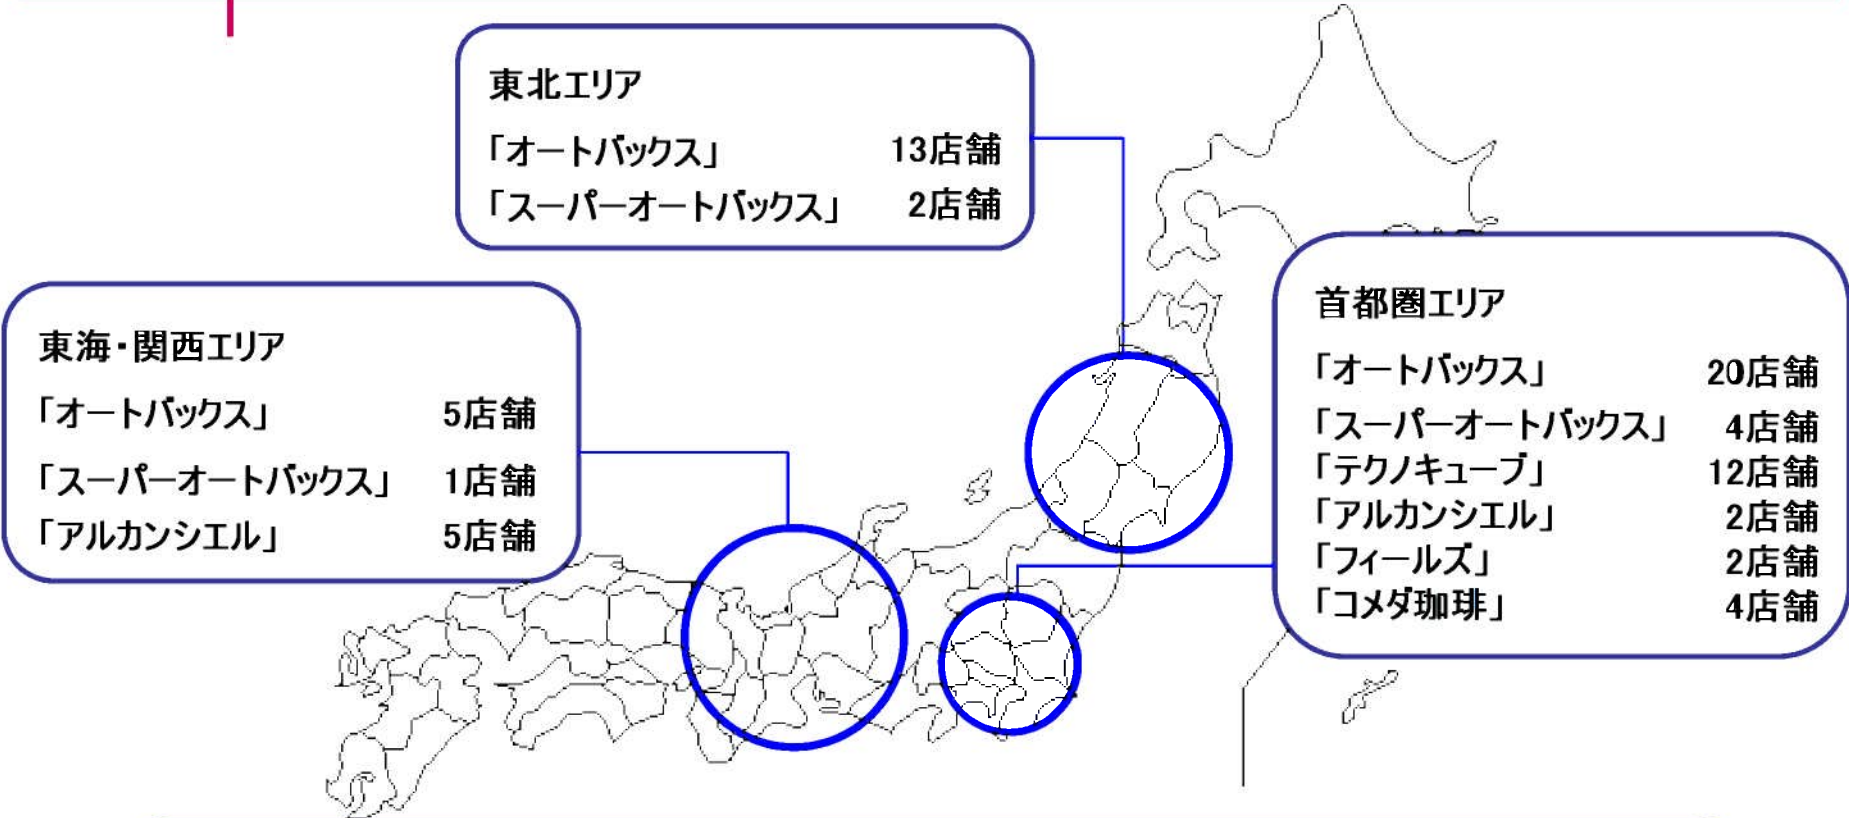 東北エリア
「オートバックス」 13店舗
「スーパーオートバックス」 2店舗
東海・関西エリア
「オートバックス」 5店舗
「スーパーオートバックス」 1店舗
「アルカンシエル」 5店舗
首都圏エリア
「オートバックス」 20店舗
「スーパーオートバックス」 4店舗
「テクノキューブ」 12店舗
「アルカンシエル」 2店舗
「フィールズ」 2店舗
「コメダ珈琲」 4店舗